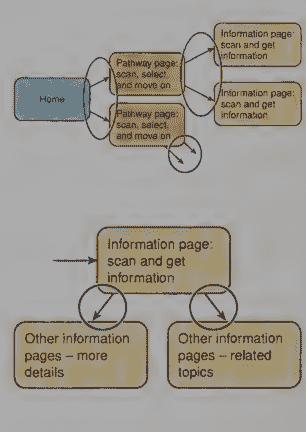 Home
Pathway page:
scan, select,
and move on
Pathway page:
scan, select,
and move on
Information page:
scan and get
information
Information page:
scan and get
information
Information page:
scan and get
information
Other information
pages – more
details
Other information
pages – related
topics